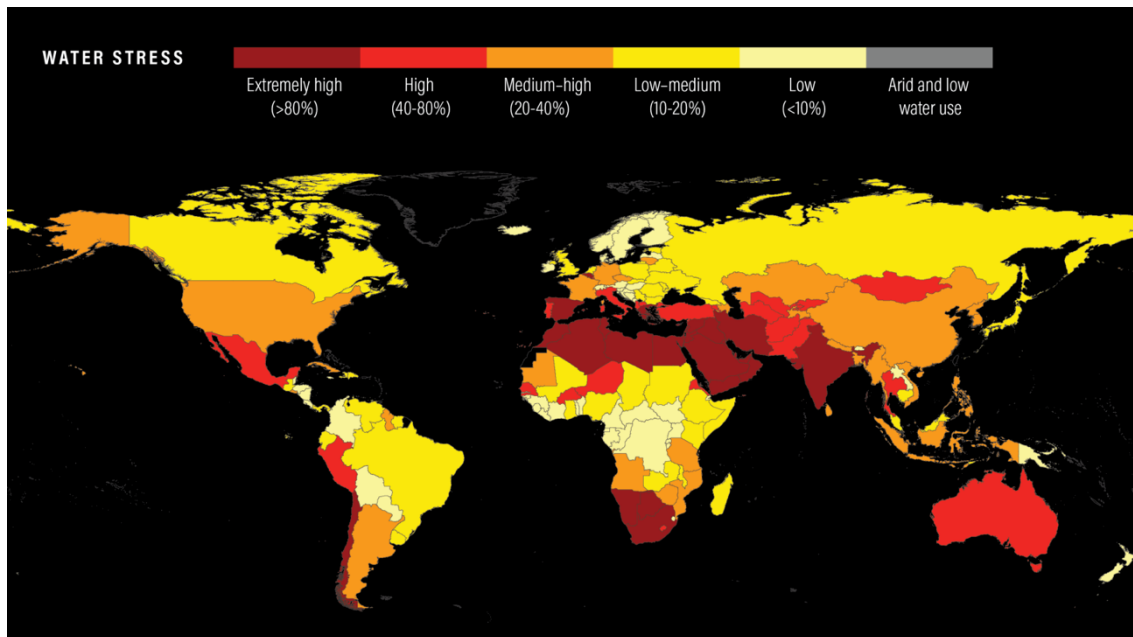 WATER STRESS
Extremely high
(>80%)
High
(40-80%)
Medium–high
(20-40%)
Low–medium
(10-20%)
Low
(<10%)
Arid and low
water use